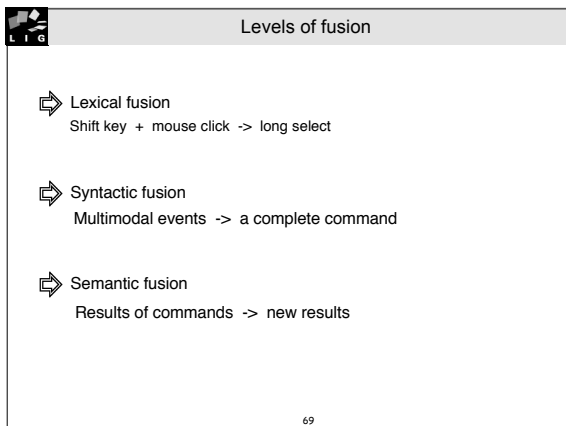 L I G
Levels of fusion
Lexical fusion
Shift key + mouse click -> long select
Syntactic fusion
Multimodal events -> a complete command
Semantic fusion
Results of commands -> new results
69